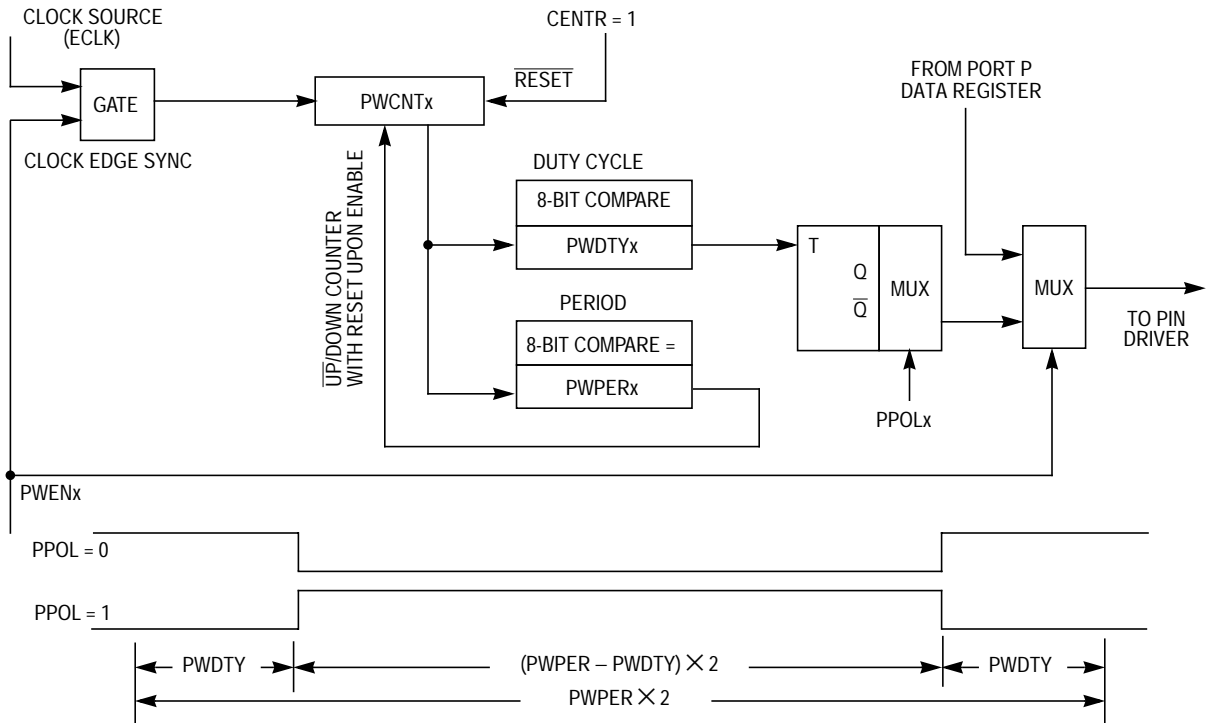 CLOCK SOURCE
(ECLK)
CENTR = 1
RESET
FROM PORT P
DATA REGISTER
GATE
PWCNTx
CLOCK EDGE SYNC
UP/DOWN COUNTER
WITH RESET UPON ENABLE
DUTY CYCLE
8-BIT COMPARE
PWDTYx
T
Q
Q
MUX
MUX
PERIOD
8-BIT COMPARE =
PWPERx
TO PIN
DRIVER
PPOLx
PWENx
PPOL = 0
PPOL = 1
PWDTY
(PWPER – PWDTY) × 2
PWDTY
PWPER × 2